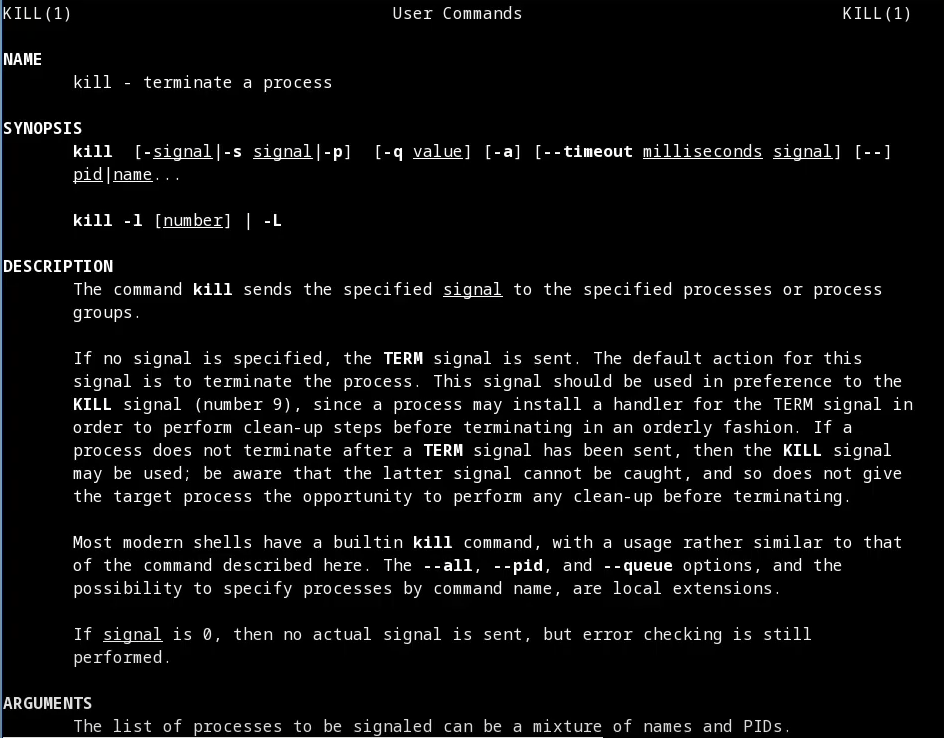 KILL(1) User Commands KILL(1)
NAME
kill - terminate a process
SYNOPSIS
kill [-signal|-s signal|-p] [-q value] [-a] [--timeout milliseconds signal] [--]
pid|name...
kill -l [number] | -L
DESCRIPTION
The command kill sends the specified signal to the specified processes or process
groups.
If no signal is specified, the TERM signal is sent. The default action for this
signal is to terminate the process. This signal should be used in preference to the
KILL signal (number 9), since a process may install a handler for the TERM signal in
order to perform clean-up steps before terminating in an orderly fashion. If a
process does not terminate after a TERM signal has been sent, then the KILL signal
may be used; be aware that the latter signal cannot be caught, and so does not give
the target process the opportunity to perform any clean-up before terminating.
Most modern shells have a builtin kill command, with a usage rather similar to that
of the command described here. The --all, --pid, and --queue options, and the
possibility to specify processes by command name, are local extensions.
If signal is 0, then no actual signal is sent, but error checking is still
performed.
ARGUMENTS
The list of processes to be signaled can be a mixture of names and PIDs.